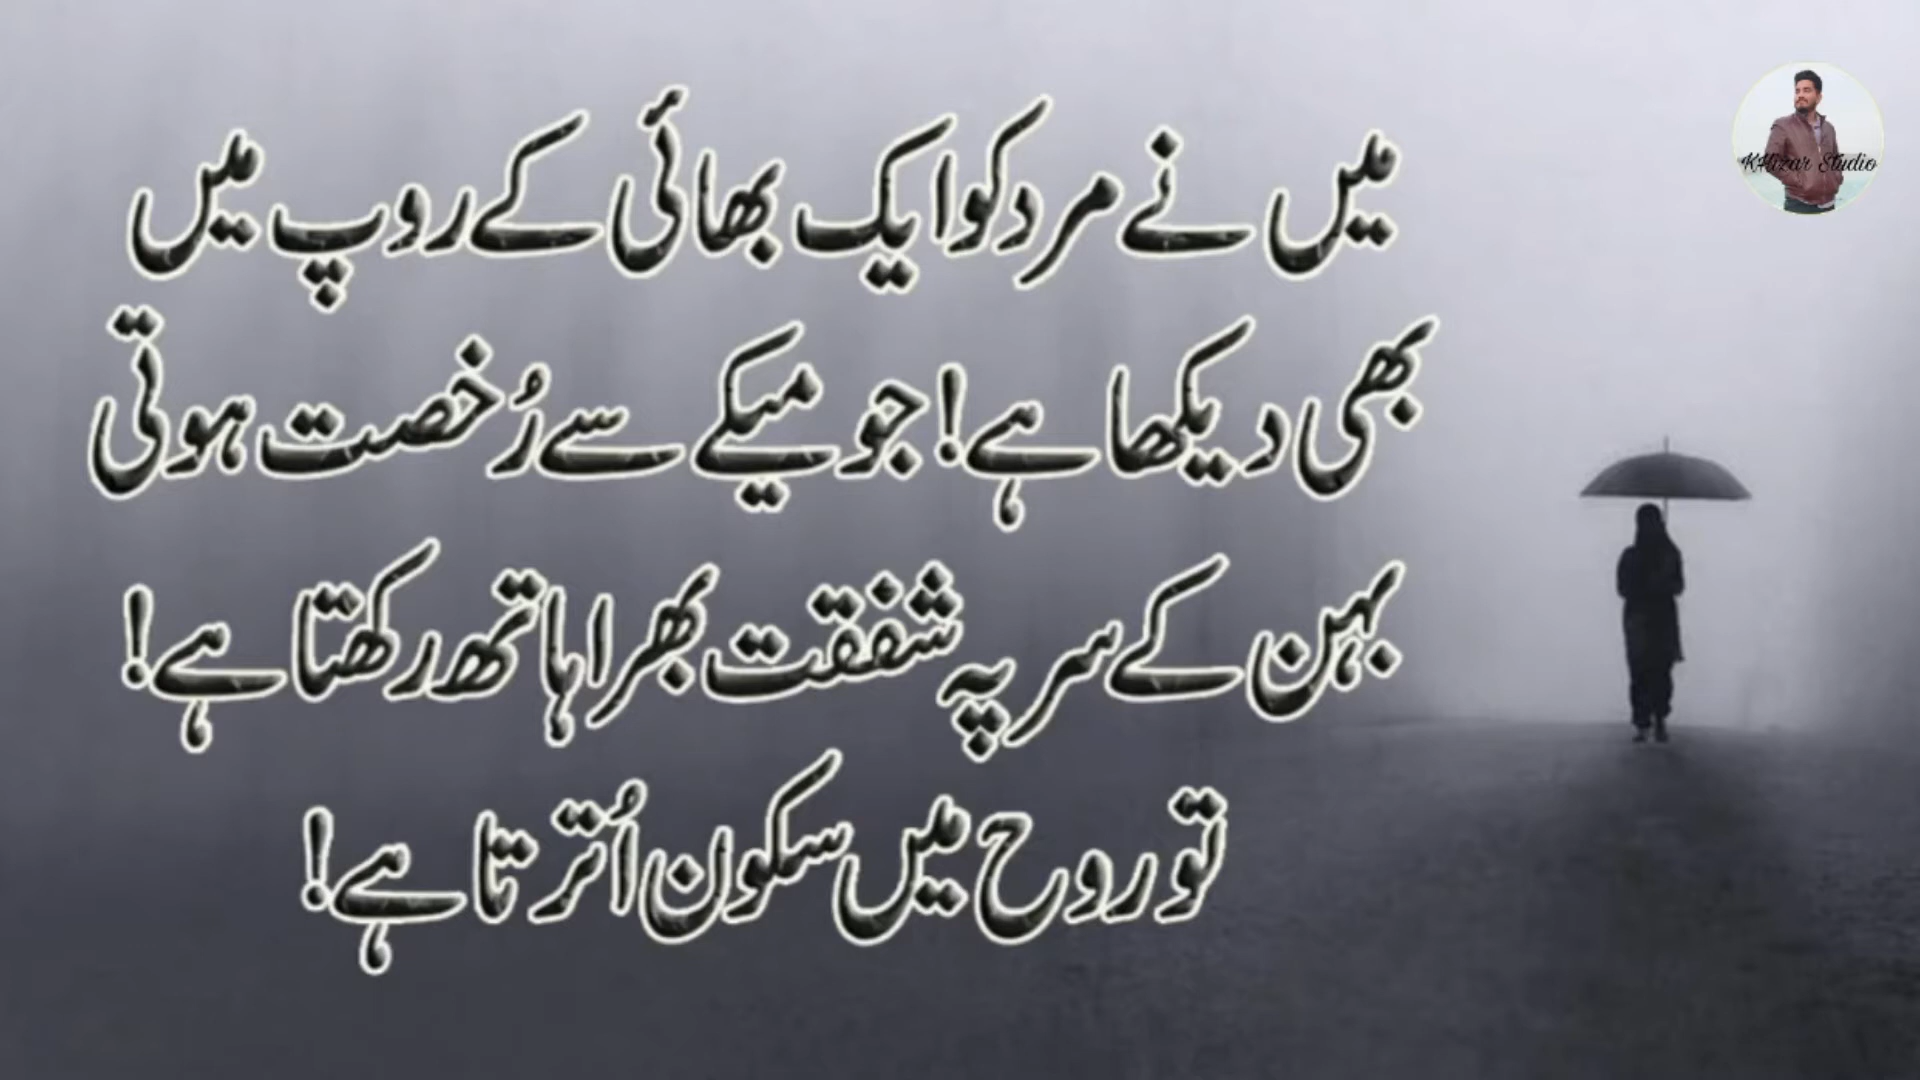 میں نے مرد کو ایک بھائی کے روپ میں
بھی دیکھا ہے! جو میکے سے رُخصت ہوتی
بہن کے سر پہ شفقت بھرا ہاتھ رکھتا ہے!
تو روح میں سکون اُترتا ہے!
KHizar Studio